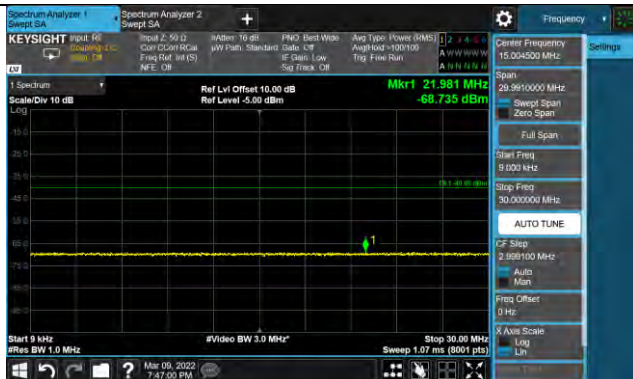 Spectrum Analyzer 1
Swept SA
Spectrum Analyzer 2
Swept SA
+
Frequency
KEYSIGHT
Input: RF
Input Z: 50 Ω
Corr CCorr RCal
Freq Ref: Int (S)
NFE: Off
#Atten: 16 dB
µW Path: Standard
PNO: Best Wide
Gate: Off
IF Gain: Low
Sig Track: Off
Avg Type: Power (RMS)
Avg|Hold >100/100
Trig: Free Run
1 2 3 4 5 6
A W W W W W
A N N N N N
1 Spectrum
Scale/Div 10 dB
Log
Ref Lvl Offset 10.00 dB
Ref Level -5.00 dBm
Mkr1 21.981 MHz
-68.735 dBm
1
Start 9 kHz
#Res BW 1.0 MHz
#Video BW 3.0 MHz*
Stop 30.00 MHz
Sweep 1.07 ms (8001 pts)
Center Frequency
15.004500 MHz
Settings
Span
29.9910000 MHz
Swept Span
Zero Span
Full Span
Start Freq
9.000 kHz
Stop Freq
30.000000 MHz
AUTO TUNE
CF Step
2.999100 MHz
Auto
Man
Freq Offset
0 Hz
X Axis Scale
Log
Lin
?
Mar 09, 2022
7:47:00 PM